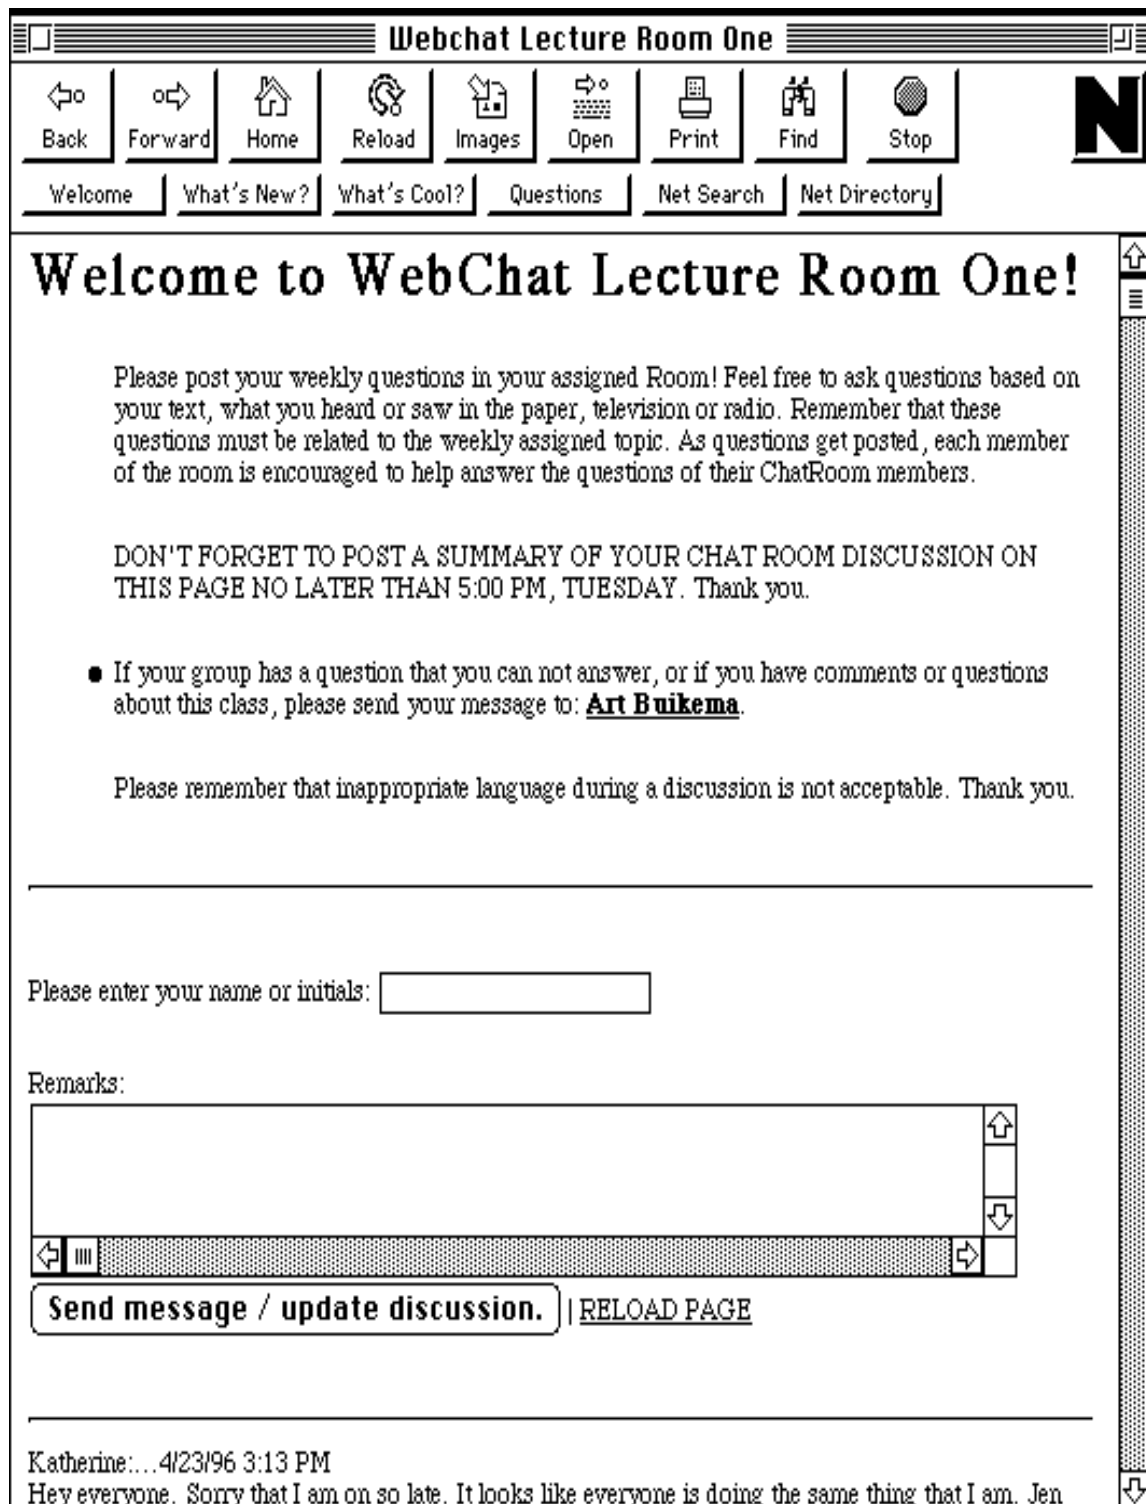 Webchat Lecture Room One
Back Forward Home Reload Images Open Print Find Stop
N
Welcome What's New? What's Cool? Questions Net Search Net Directory
Welcome to WebChat Lecture Room One!
Please post your weekly questions in your assigned Room! Feel free to ask questions based on
your text, what you heard or saw in the paper, television or radio. Remember that these
questions must be related to the weekly assigned topic. As questions get posted, each member
of the room is encouraged to help answer the questions of their ChatRoom members.
DON'T FORGET TO POST A SUMMARY OF YOUR CHAT ROOM DISCUSSION ON
THIS PAGE NO LATER THAN 5:00 PM, TUESDAY. Thank you.
● If your group has a question that you can not answer, or if you have comments or questions
about this class, please send your message to: Art Buikema.
Please remember that inappropriate language during a discussion is not acceptable. Thank you.
Please enter your name or initials:
Remarks:
Send message / update discussion. | RELOAD PAGE
Katherine:...4/23/96 3:13 PM
Hey everyone. Sorry that I am on so late. It looks like everyone is doing the same thing that I am. Jen